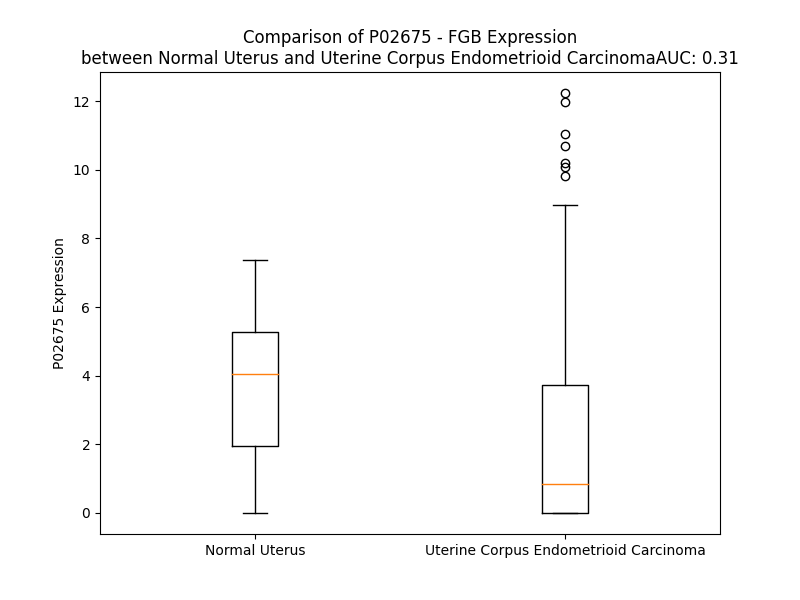 Comparison of P02675 - FGB Expression
between Normal Uterus and Uterine Corpus Endometrioid CarcinomaAUC: 0.31
12
10
8
6
4
2
0
P02675 Expression
Normal Uterus
Uterine Corpus Endometrioid Carcinoma